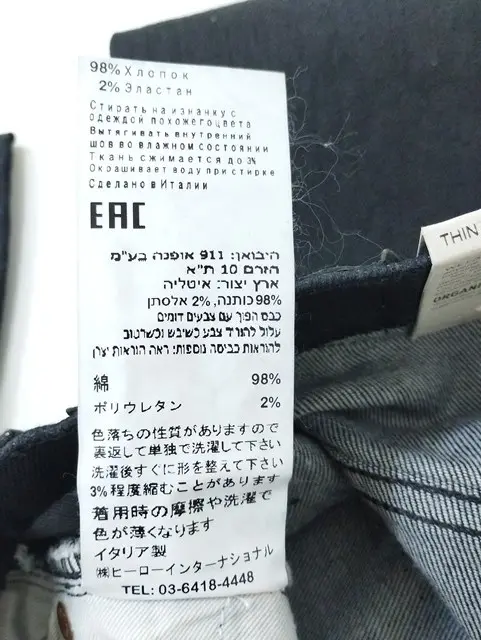 98% Хлопок
2% Эластан
Стирать на изнанку с
одеждой похожегоцвета
Вытягивать внутренний
шов во влажном состоянии
Ткань сжимается до 3%
Окрашивает воду при стирке
Сделано в Италии
EAC
היבואן: 911 אופנה בע"מ
הזרם 10 ת"א
ארץ יצור: איטליה
98% כותנה, 2% אלסתן
כבס הפוך עם צבעים דומים
עלול להוריד צבע כשיבש וכשרטוב
להוראות כביסה נוספות: ראה הוראות יצרן
綿 98%
ポリウレタン 2%
色落ちの性質がありますので
裏返して単独で洗濯して下さい
洗濯後すぐに形を整えて下さい
3%程度縮むことがあります
着用時の摩擦や洗濯で
色が薄くなります
イタリア製
㈱ヒーローインターナショナル
TEL: 03-6418-4448
THIN
ORGANI